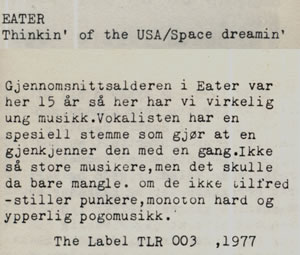 EATER
Thinkin' of the USA/Space dreamin'
Gjennomsnittsalderen i Eater var
her 15 år så her har vi virkelig
ung musikk.Vokalisten har en
spesiell stemme som gjør at en
gjenkjenner den med en gang.Ikke
så store musikere,men det skulle
da bare mangle. om de ikke tilfred
-stiller punkere,monoton hard og
ypperlig pogomusikk.
The Label TLR 003 ,1977